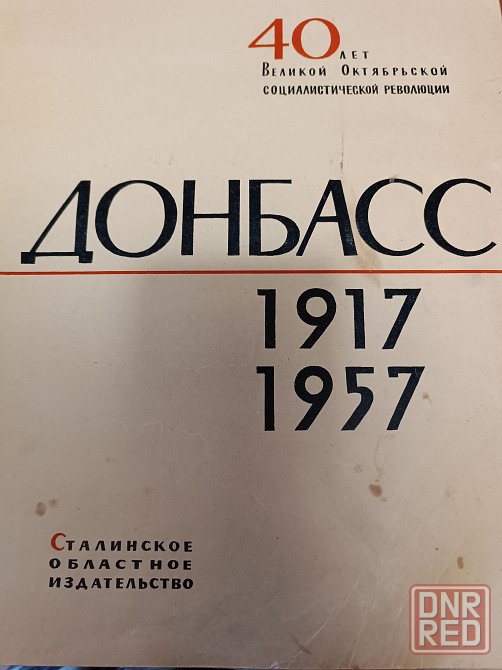 40 ЛЕТ
ВЕЛИКОЙ ОКТЯБРЬСКОЙ
СОЦИАЛИСТИЧЕСКОЙ РЕВОЛЮЦИИ
ДОНБАСС
1917
1957
СТАЛИНСКОЕ
ОБЛАСТНОЕ
ИЗДАТЕЛЬСТВО
DNR
RED